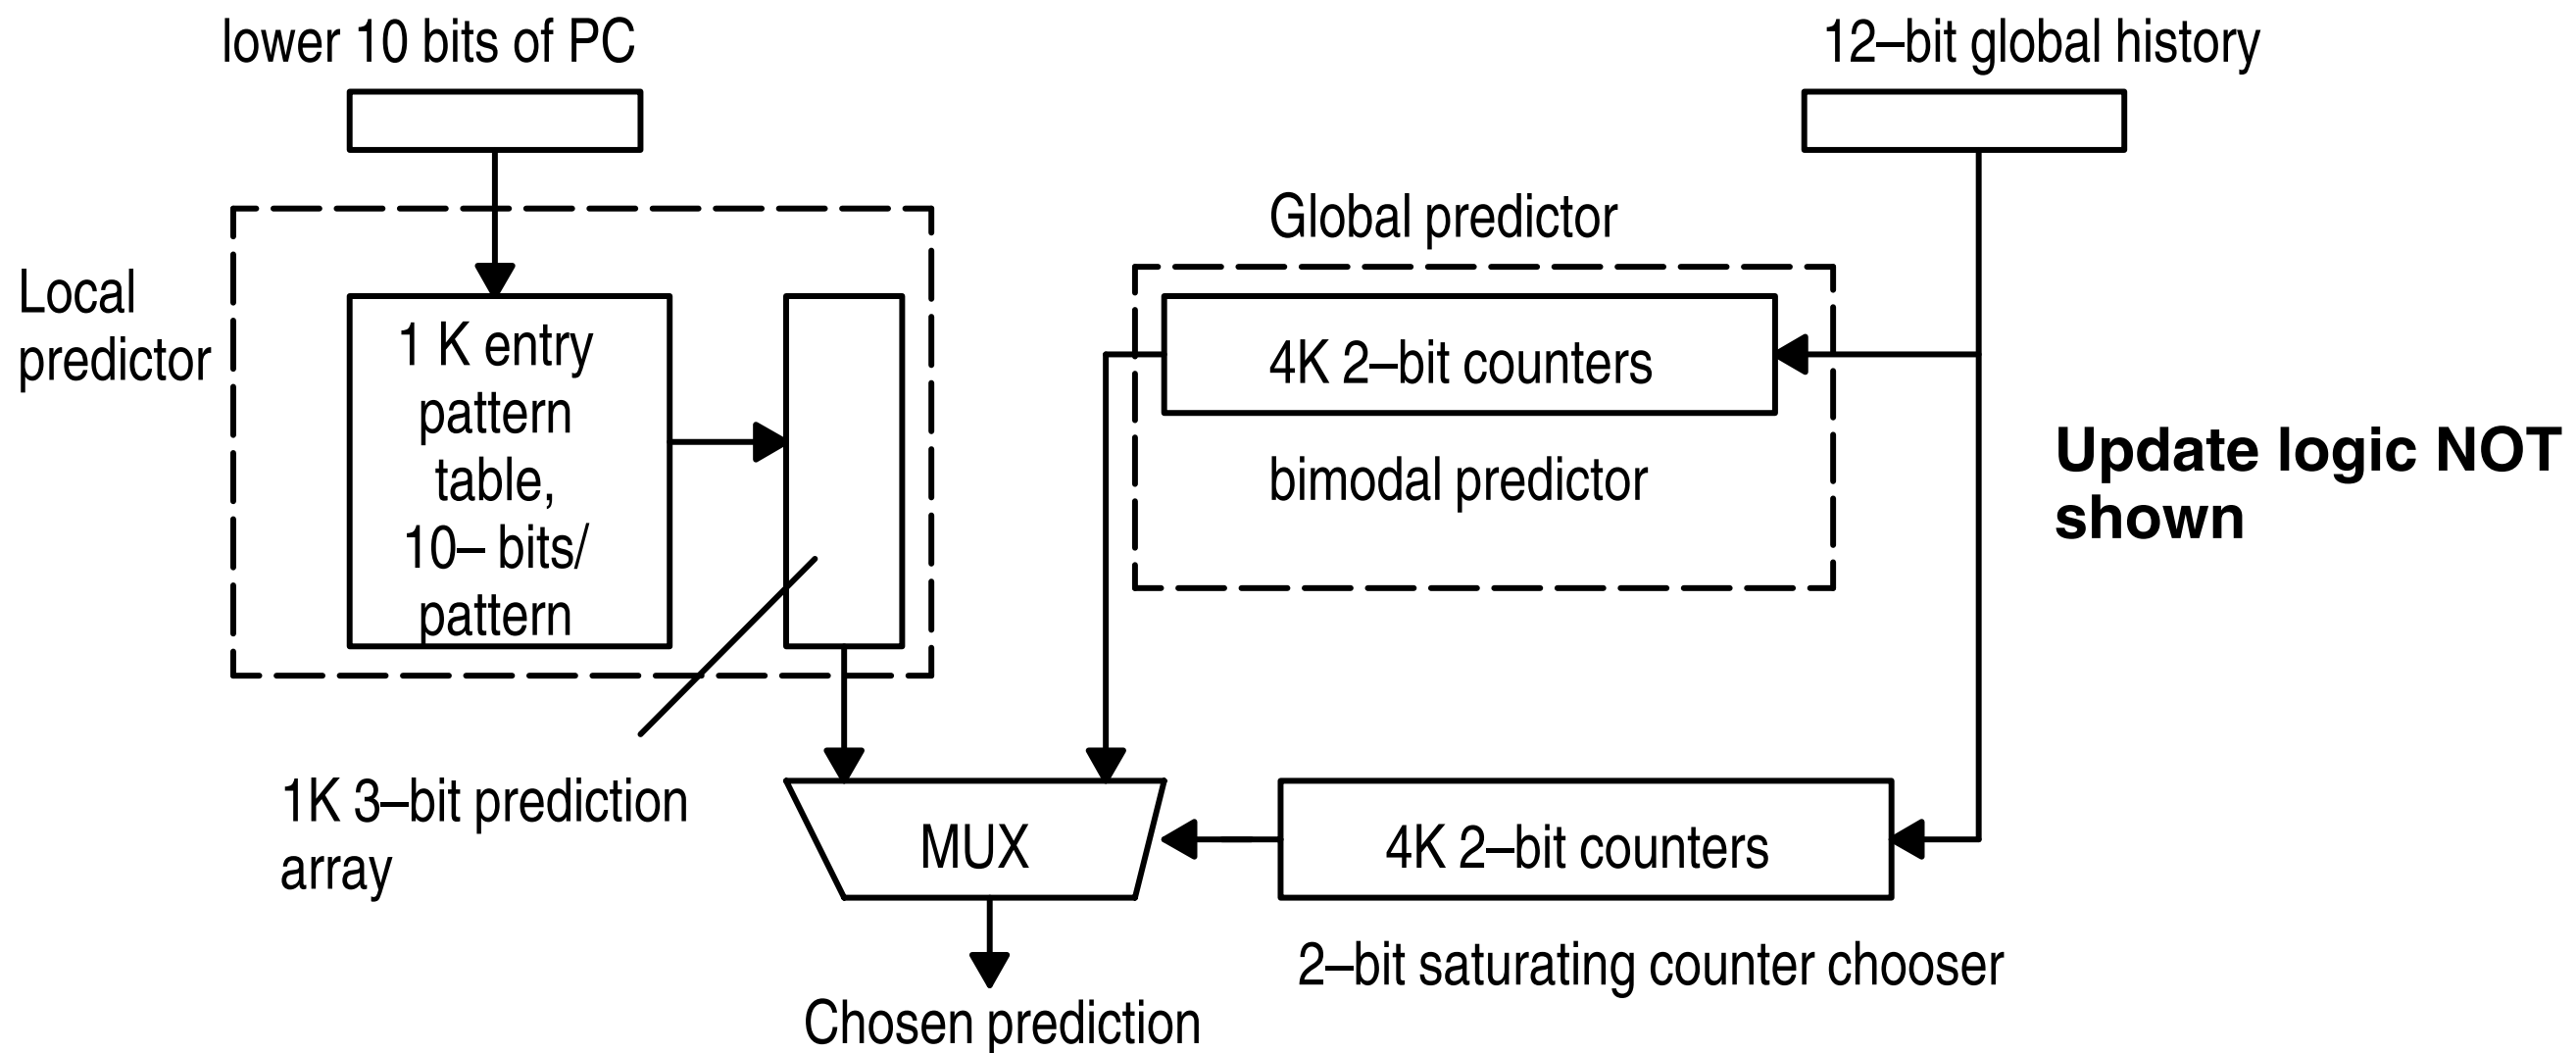 lower 10 bits of PC
12–bit global history
Global predictor
Local
predictor
1 K entry
pattern
table,
10– bits/
pattern
4K 2–bit counters
bimodal predictor
Update logic NOT
shown
1K 3–bit prediction
array
MUX
4K 2–bit counters
2–bit saturating counter chooser
Chosen prediction